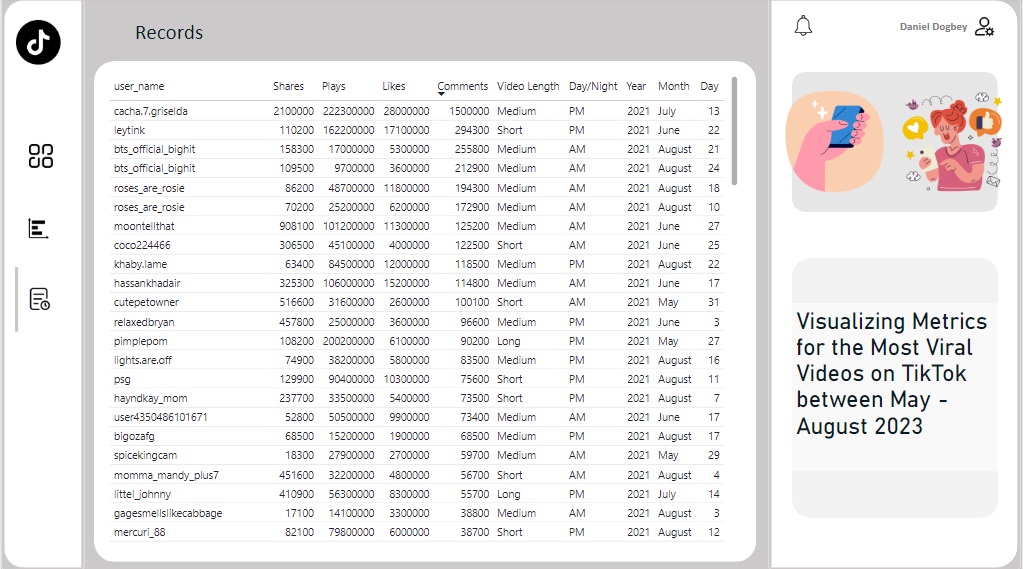 Records
Daniel Dogbey
user_name Shares Plays Likes Comments Video Length Day/Night Year Month Day
cacha.7.griselda 2100000 222300000 28000000 1500000 Medium PM 2021 July 13
leytink 110200 162200000 17100000 294300 Short PM 2021 June 22
bts_official_bighit 158300 17000000 5300000 255800 Medium AM 2021 August 21
bts_official_bighit 109500 9700000 3600000 212900 Medium AM 2021 August 24
roses_are_rosie 86200 48700000 11800000 194300 Medium PM 2021 August 18
roses_are_rosie 70200 25200000 6200000 172900 Medium PM 2021 August 10
moontellthat 908100 101200000 11300000 125200 Medium PM 2021 June 27
coco224466 306500 45100000 4000000 122500 Short AM 2021 June 25
khaby.lame 63400 84500000 12000000 118500 Medium PM 2021 August 22
hassankhadair 325300 106000000 15200000 114800 Medium AM 2021 June 17
cutepetowner 516600 31600000 2600000 100100 Short AM 2021 May 31
relaxedbryan 457800 25000000 3600000 96600 Medium PM 2021 June 3
pimplepom 108200 200200000 6100000 90200 Long PM 2021 May 27
lights.are.off 74900 38200000 5800000 83500 Medium PM 2021 August 16
psg 129900 90400000 10300000 75600 Short PM 2021 August 11
hayndkay_mom 237700 33500000 5400000 73500 Short PM 2021 August 7
user4350486101671 52800 50500000 9900000 73400 Medium AM 2021 June 17
bigozafg 68500 15200000 1900000 68500 Medium PM 2021 August 17
spicekingcam 18300 27900000 2700000 59700 Medium AM 2021 May 29
momma_mandy_plus7 451600 32200000 4800000 56700 Short AM 2021 August 4
littel_johnny 410900 56300000 8300000 55700 Long PM 2021 July 14
gagesmellslikecabbage 17100 14100000 3300000 38800 Medium AM 2021 August 3
mercuri_88 82100 79800000 6000000 38700 Short PM 2021 August 12
Visualizing Metrics
for the Most Viral
Videos on TikTok
between May -
August 2023